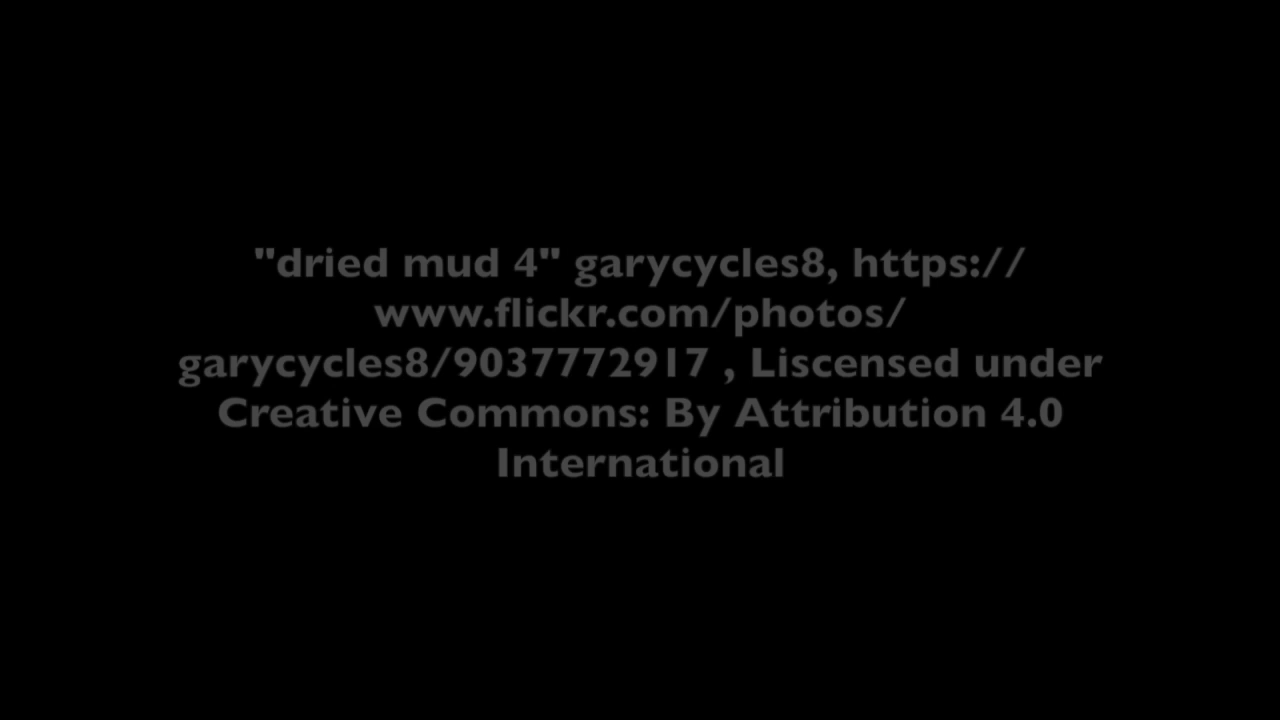 "dried mud 4" garycycles8, https://
www.flickr.com/photos/
garycycles8/9037772917 , Liscensed under
Creative Commons: By Attribution 4.0
International